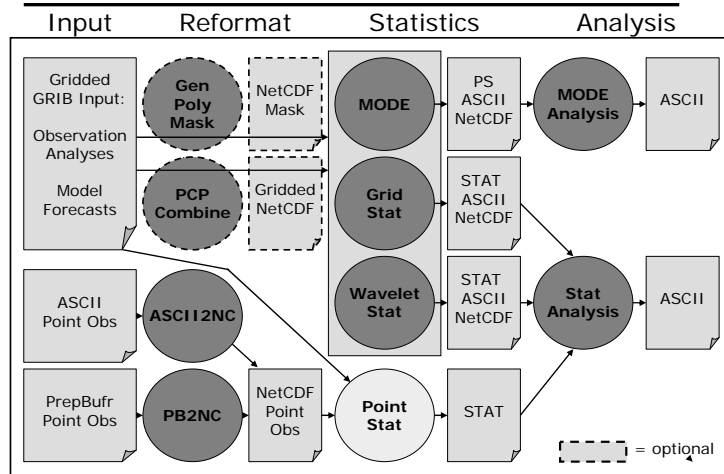 Input
Reformat
Statistics
Analysis
Gridded
GRIB Input:
Observation
Analyses
Model
Forecasts
Gen
Poly
Mask
NetCDF
Mask
MODE
PS
ASCII
NetCDF
MODE
Analysis
ASCII
PCP
Combine
Gridded
NetCDF
Grid
Stat
STAT
ASCII
NetCDF
ASCII
Point Obs
ASCII2NC
Wavelet
Stat
STAT
ASCII
NetCDF
Stat
Analysis
ASCII
PrepBufr
Point Obs
PB2NC
NetCDF
Point
Obs
Point
Stat
STAT
= optional